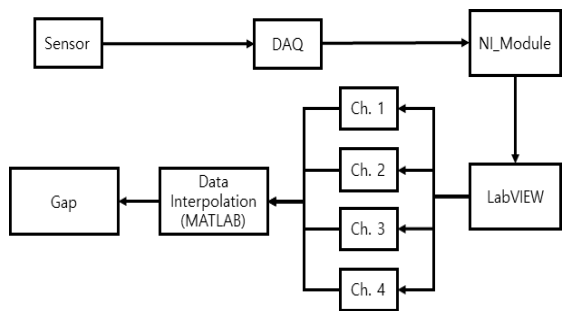 Sensor
DAQ
NI_Module
Ch. 1
Ch. 2
Ch. 3
Ch. 4
LabVIEW
Data
Interpolation
(MATLAB)
Gap